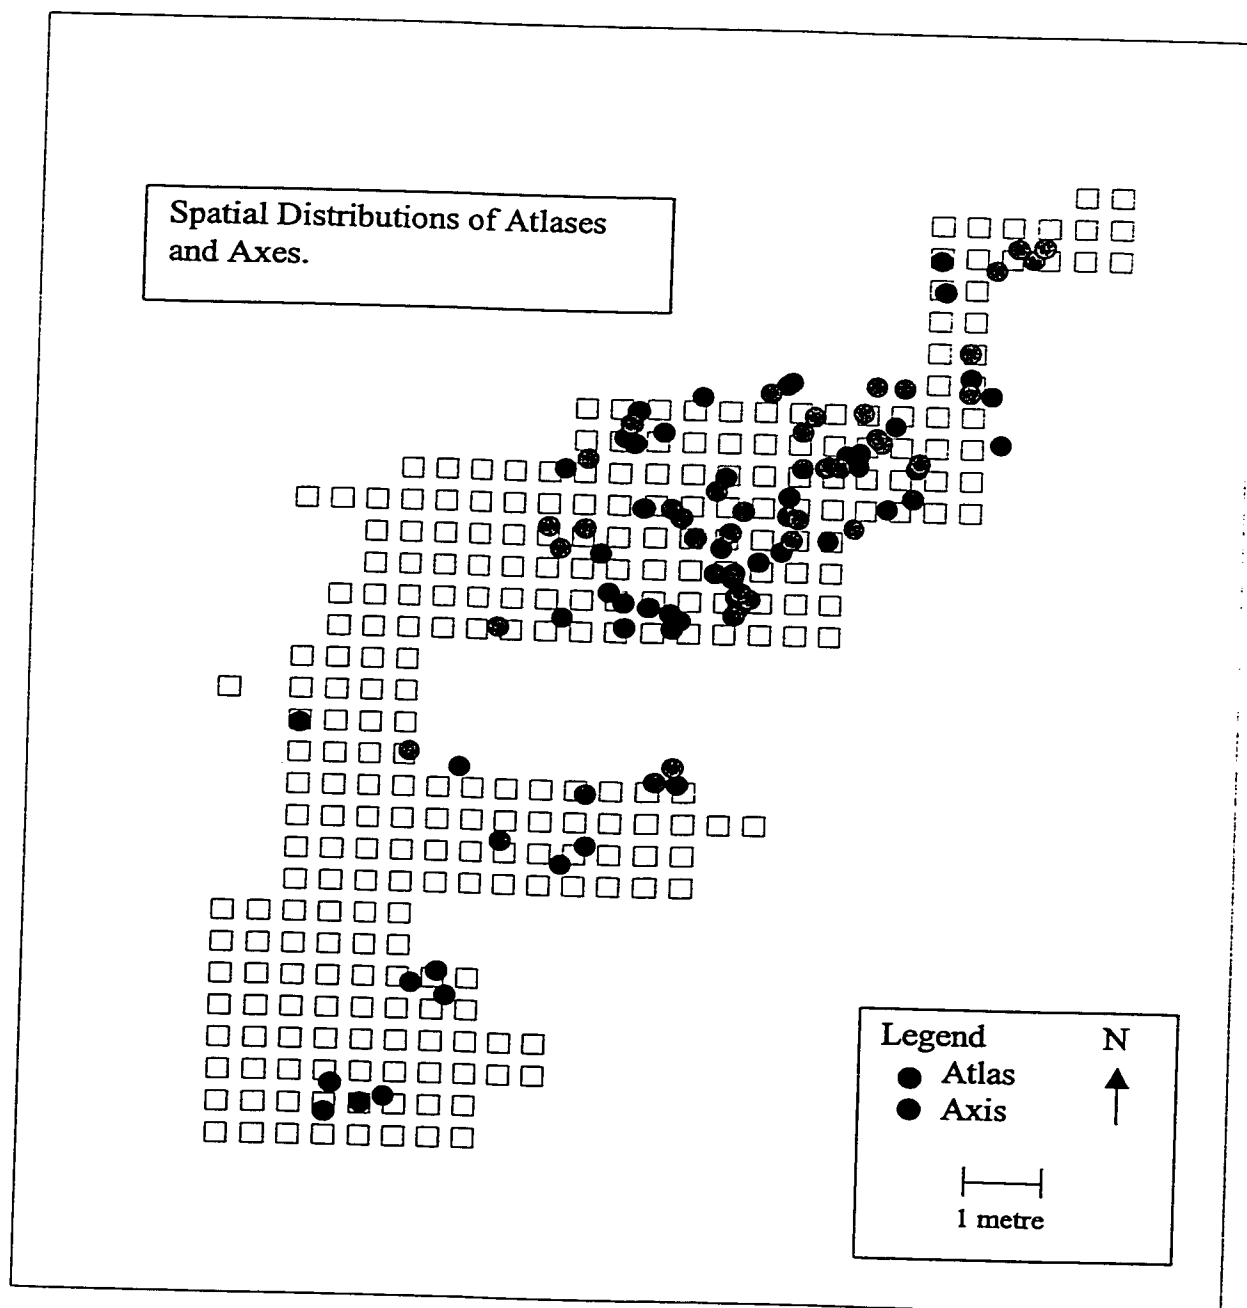 Spatial Distributions of Atlases
and Axes.
Legend
N
Atlas
Axis
1 metre